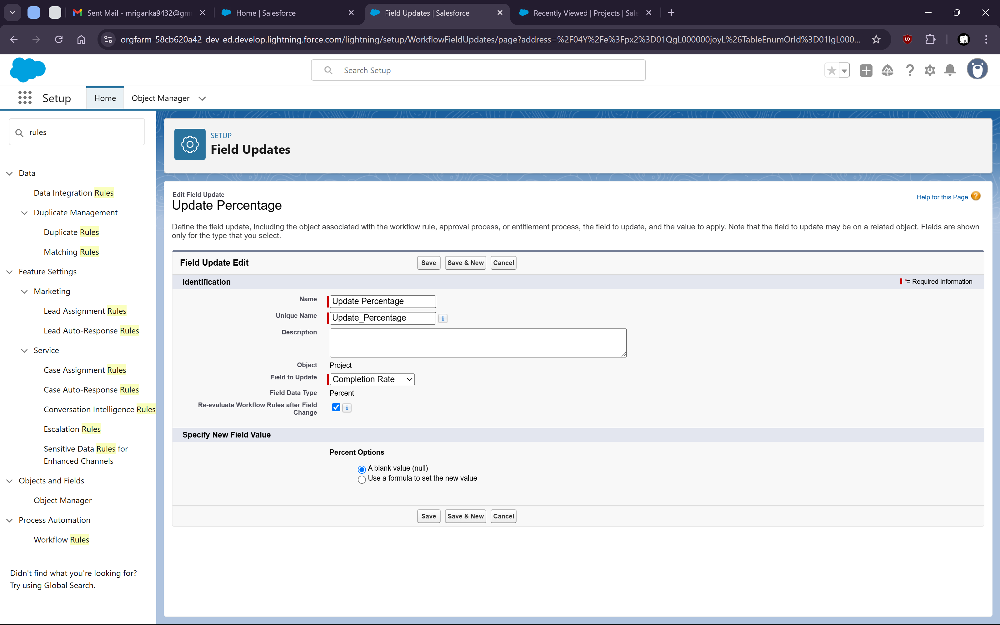 Sent Mail - mriganka9432@gm
Home | Salesforce
Field Updates | Salesforce
Recently Viewed | Projects | Sale
orgfarm-58cb620a42-dev-ed.develop.lightning.force.com/lightning/setup/WorkflowFieldUpdates/page?address=%2F04Y%2Fe%3Fpx2%3D01QgL000000joyL%26TableEnumOrId%3D01IgL000...
Search Setup
Setup
Home
Object Manager
rules
Data
Data Integration Rules
Duplicate Management
Duplicate Rules
Matching Rules
Feature Settings
Marketing
Lead Assignment Rules
Lead Auto-Response Rules
Service
Case Assignment Rules
Case Auto-Response Rules
Conversation Intelligence Rules
Escalation Rules
Sensitive Data Rules for
Enhanced Channels
Objects and Fields
Object Manager
Process Automation
Workflow Rules
Didn't find what you're looking for?
Try using Global Search.
SETUP
Field Updates
Edit Field Update
Update Percentage
Help for this Page ?
Define the field update, including the object associated with the workflow rule, approval process, or entitlement process, the field to update, and the value to apply. Note that the field to update may be on a related object. Fields are shown
only for the type that you select.
Field Update Edit
Save
Save & New
Cancel
Identification
*= Required Information
Name
Update Percentage
Unique Name
Update_Percentage
i
Description
Object
Project
Field to Update
Completion Rate
Field Data Type
Percent
Re-evaluate Workflow Rules after Field
Change
i
Specify New Field Value
Percent Options
A blank value (null)
Use a formula to set the new value
Save
Save & New
Cancel